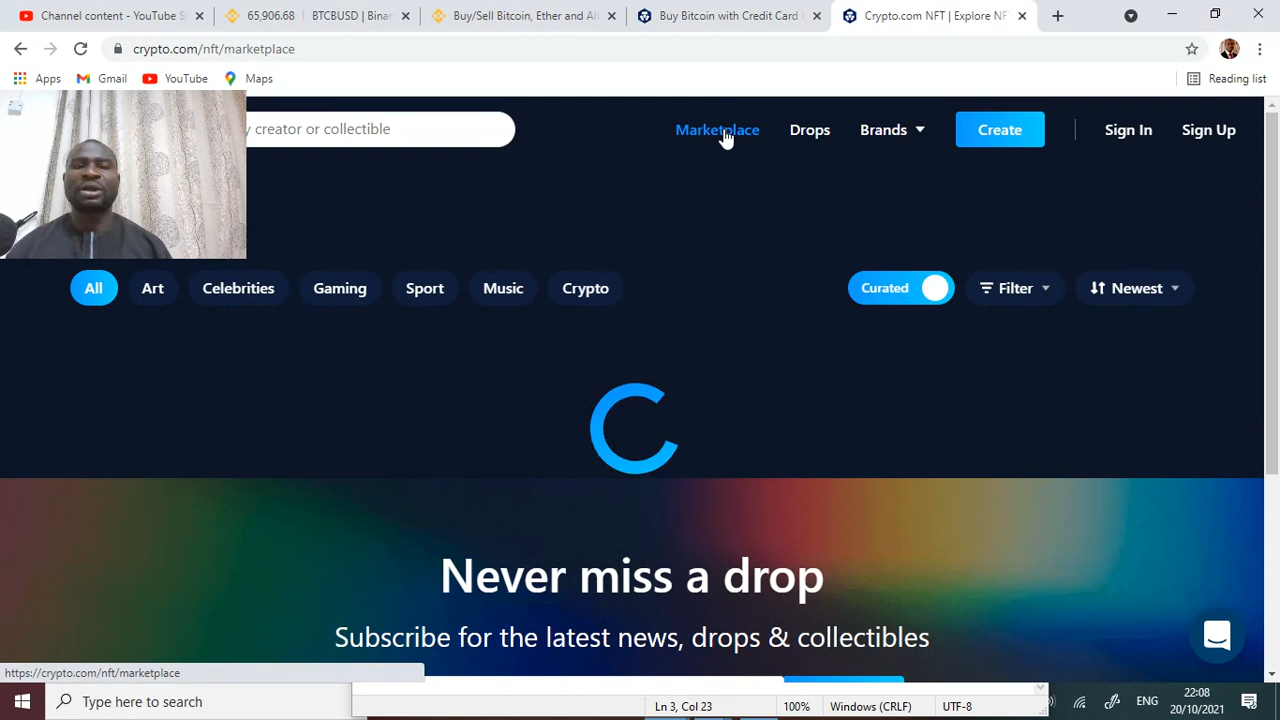 Channel content - YouTube S
65,906.68 | BTCBUSD | Binan
Buy/Sell Bitcoin, Ether and Al
Buy Bitcoin with Credit Card
Crypto.com NFT | Explore NF
crypto.com/nft/marketplace
Apps
Gmail
YouTube
Maps
Reading list
y creator or collectible
Marketplace
Drops
Brands
Create
Sign In
Sign Up
All
Art
Celebrities
Gaming
Sport
Music
Crypto
Curated
Filter
Newest
Never miss a drop
Subscribe for the latest news, drops & collectibles
https://crypto.com/nft/marketplace
Type here to search
Ln 3, Col 23
100%
Windows (CRLF)
UTF-8
ENG
22:08
20/10/2021